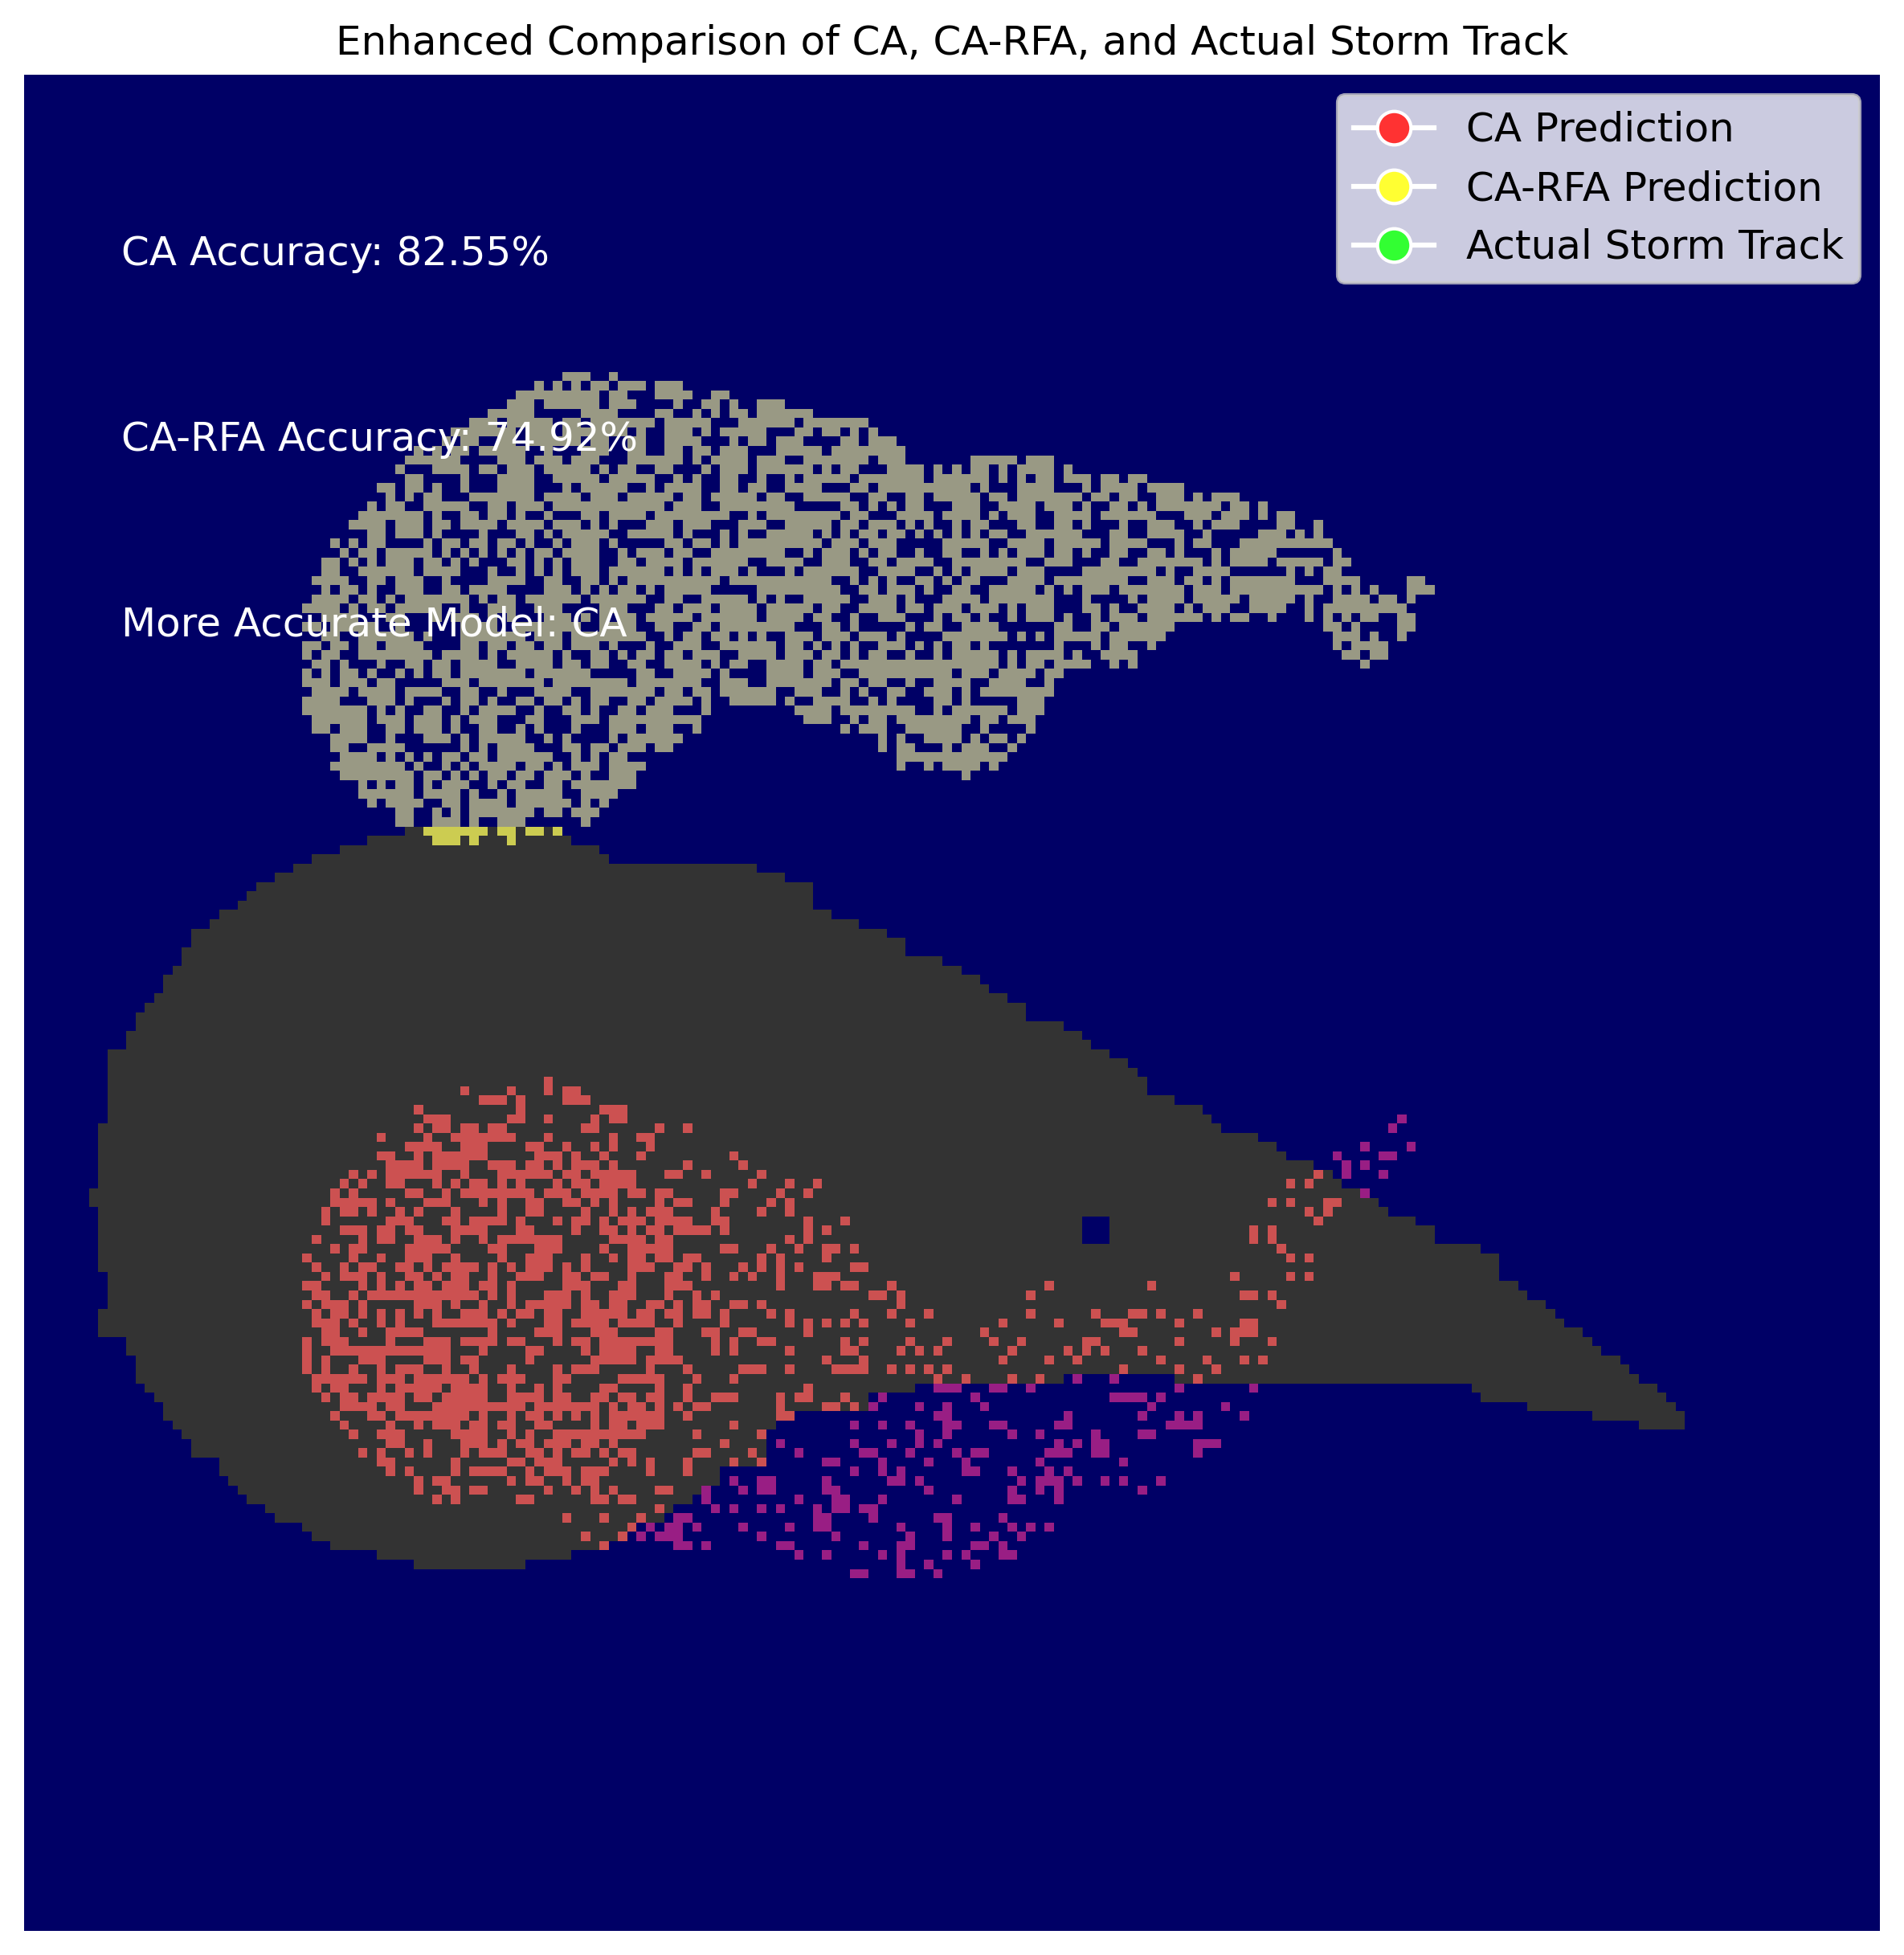 Enhanced Comparison of CA, CA-RFA, and Actual Storm Track
CA Prediction
CA-RFA Prediction
Actual Storm Track
CA Accuracy: 82.55%
CA-RFA Accuracy: 74.92%
More Accurate Model: CA